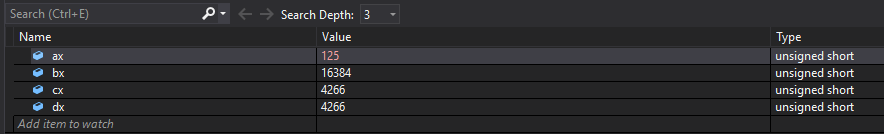 Search (Ctrl+E) Search Depth: 3
Name Value Type
ax 125 unsigned short
bx 16384 unsigned short
cx 4266 unsigned short
dx 4266 unsigned short
Add item to watch